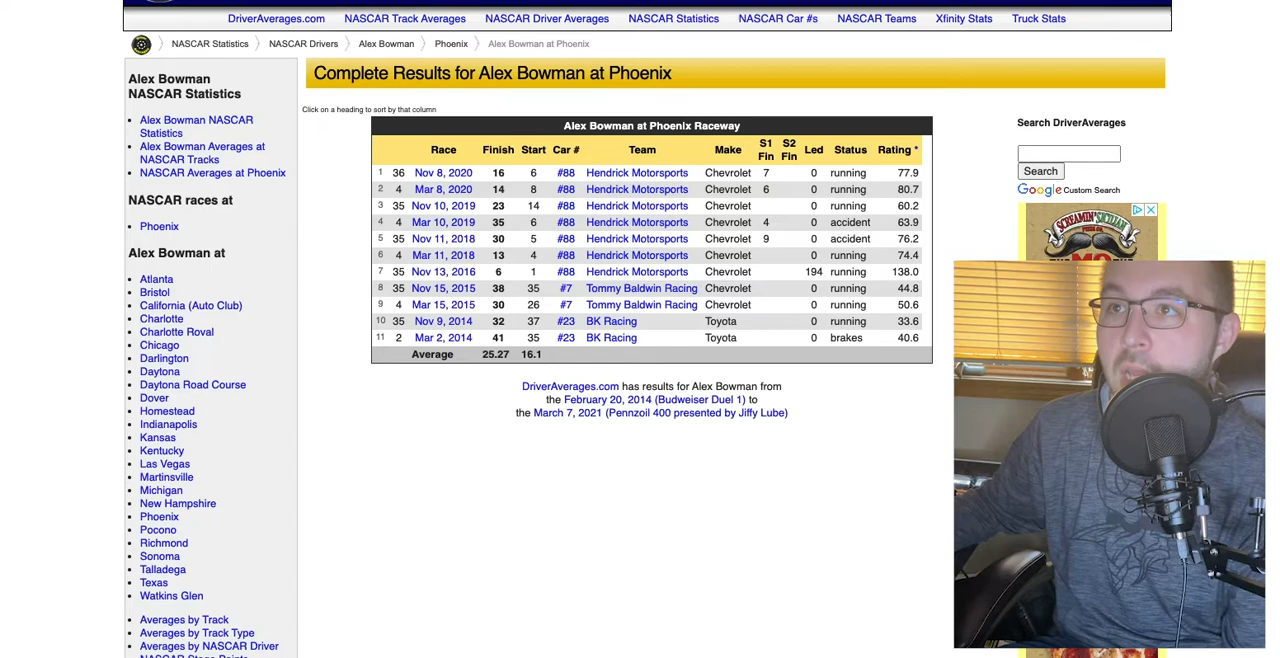 DriverAverages.com NASCAR Track Averages NASCAR Driver Averages NASCAR Statistics NASCAR Car #s NASCAR Teams Xfinity Stats Truck Stats
NASCAR Statistics NASCAR Drivers Alex Bowman Phoenix Alex Bowman at Phoenix
Alex Bowman
NASCAR Statistics
Alex Bowman NASCAR
Statistics
Alex Bowman Averages at
NASCAR Tracks
NASCAR Averages at Phoenix
NASCAR races at
Phoenix
Alex Bowman at
Atlanta
Bristol
California (Auto Club)
Charlotte
Charlotte Roval
Chicago
Darlington
Daytona
Daytona Road Course
Dover
Homestead
Indianapolis
Kansas
Kentucky
Las Vegas
Martinsville
Michigan
New Hampshire
Phoenix
Pocono
Richmond
Sonoma
Talladega
Texas
Watkins Glen
Averages by Track
Averages by Track Type
Averages by NASCAR Driver
NASCAR Stage Points
Complete Results for Alex Bowman at Phoenix
Click on a heading to sort by that column
Alex Bowman at Phoenix Raceway
Race Finish Start Car # Team Make S1 Fin S2 Fin Led Status Rating *
1 36 Nov 8, 2020 16 6 #88 Hendrick Motorsports Chevrolet 7 0 running 77.9
2 4 Mar 8, 2020 14 8 #88 Hendrick Motorsports Chevrolet 6 0 running 80.7
3 35 Nov 10, 2019 23 14 #88 Hendrick Motorsports Chevrolet 0 running 60.2
4 4 Mar 10, 2019 35 6 #88 Hendrick Motorsports Chevrolet 4 0 accident 63.9
5 35 Nov 11, 2018 30 5 #88 Hendrick Motorsports Chevrolet 9 0 accident 76.2
6 4 Mar 11, 2018 13 4 #88 Hendrick Motorsports Chevrolet 0 running 74.4
7 35 Nov 13, 2016 6 1 #88 Hendrick Motorsports Chevrolet 194 running 138.0
8 35 Nov 15, 2015 38 35 #7 Tommy Baldwin Racing Chevrolet 0 running 44.8
9 4 Mar 15, 2015 30 26 #7 Tommy Baldwin Racing Chevrolet 0 running 50.6
10 35 Nov 9, 2014 32 37 #23 BK Racing Toyota 0 running 33.6
11 2 Mar 2, 2014 41 35 #23 BK Racing Toyota 0 brakes 40.6
Average 25.27 16.1
DriverAverages.com has results for Alex Bowman from
the February 20, 2014 (Budweiser Duel 1) to
the March 7, 2021 (Pennzoil 400 presented by Jiffy Lube)
Search DriverAverages
Search
Google Custom Search
SCREAMIN' SICILIAN
PIZZA CO.